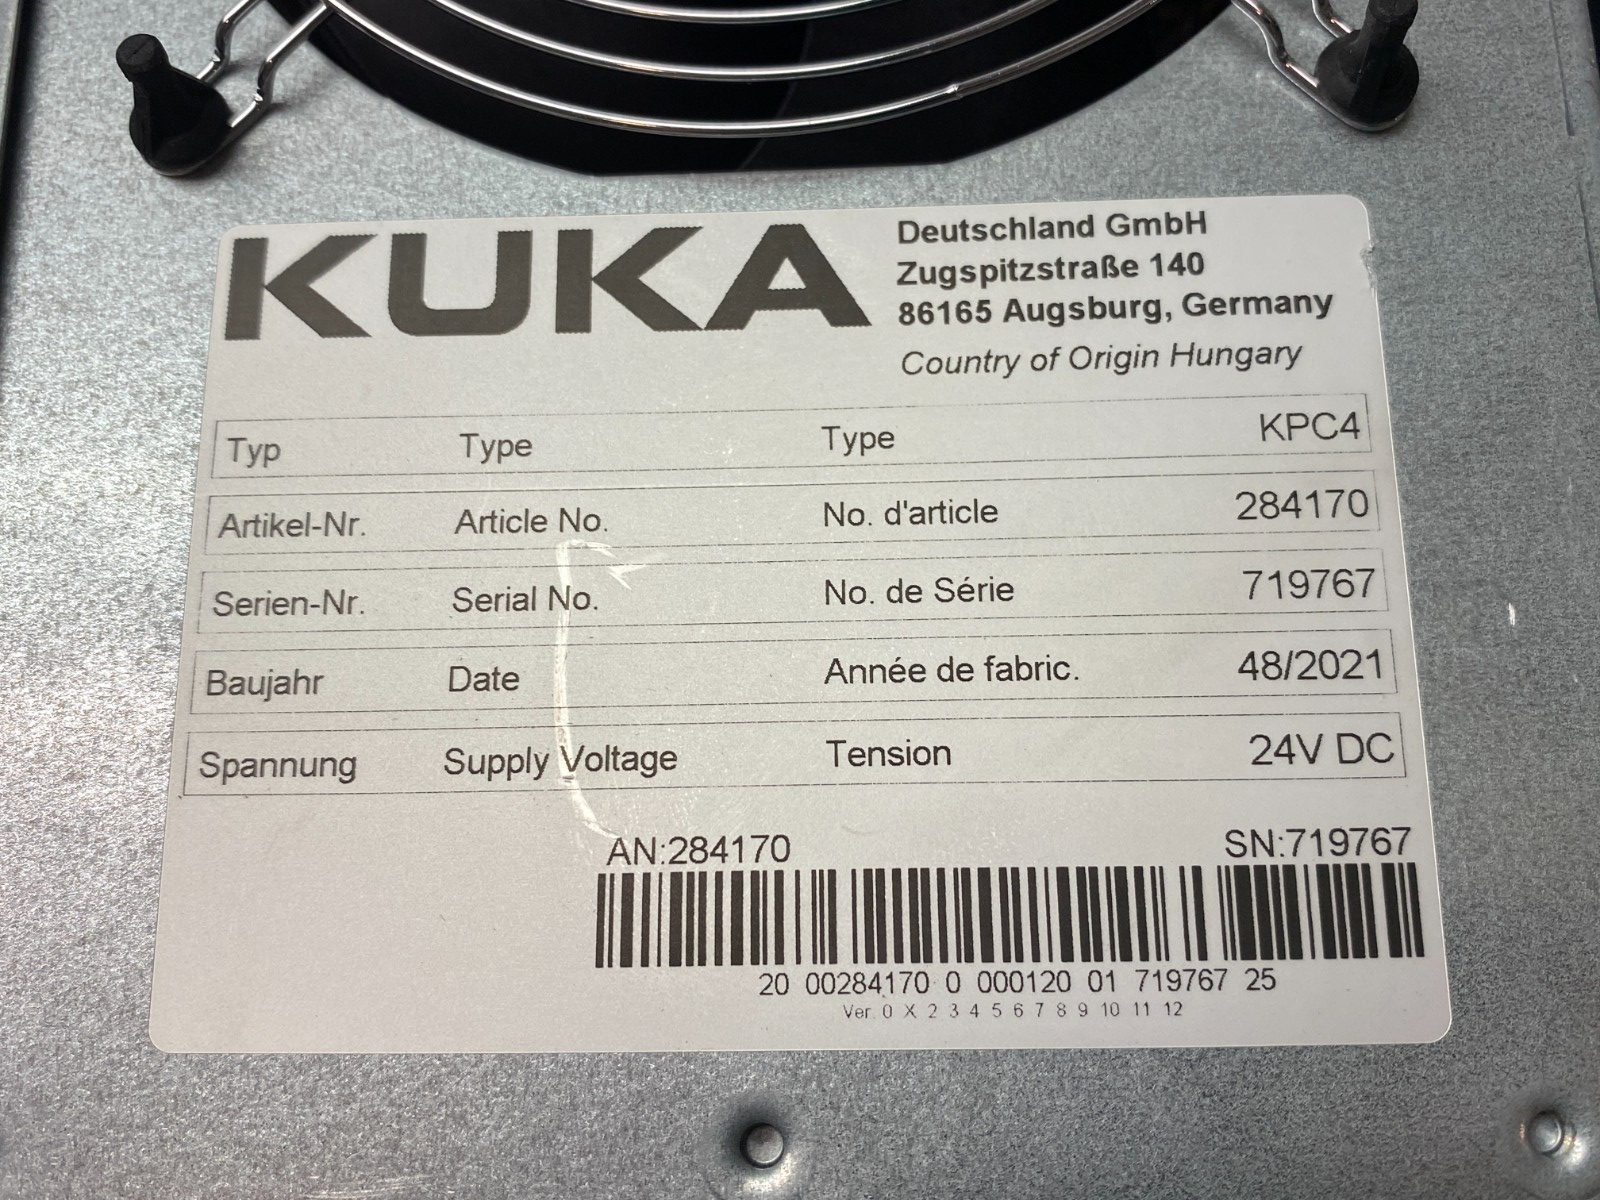 KUKA
Deutschland GmbH
Zugspitzstraße 140
86165 Augsburg, Germany
Country of Origin Hungary
Typ Type Type KPC4
Artikel-Nr. Article No. No. d'article 284170
Serien-Nr. Serial No. No. de Série 719767
Baujahr Date Année de fabric. 48/2021
Spannung Supply Voltage Tension 24V DC
AN:284170 SN:719767
20 00284170 0 000120 01 719767 25
Ver. 0 X 2 3 4 5 6 7 8 9 10 11 12